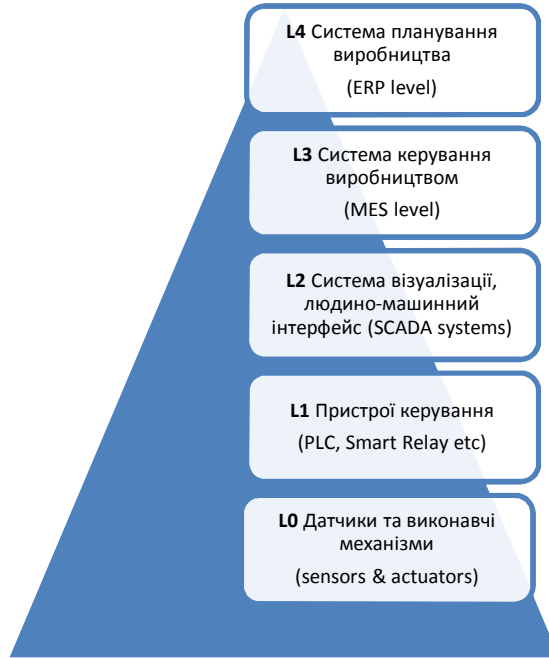 L4 Система планування
виробництва
(ERP level)
L3 Система керування
виробництвом
(MES level)
L2 Система візуалізації,
людино-машинний
інтерфейс (SCADA systems)
L1 Пристрої керування
(PLC, Smart Relay etc)
L0 Датчики та виконавчі
механізми
(sensors & actuators)